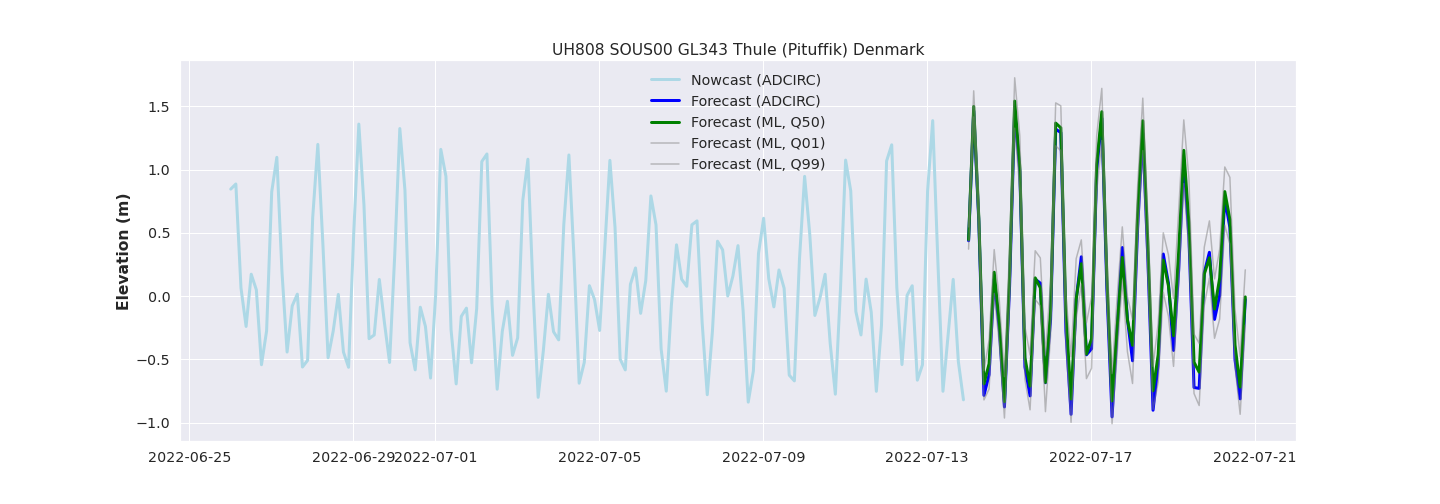 UH808 SOUS00 GL343 Thule (Pituffik) Denmark
Nowcast (ADCIRC)
Forecast (ADCIRC)
Forecast (ML, Q50)
Forecast (ML, Q01)
Forecast (ML, Q99)
Elevation (m)
1.5
1.0
0.5
0.0
−0.5
−1.0
2022-06-25 2022-06-29 2022-07-01 2022-07-05 2022-07-09 2022-07-13 2022-07-17 2022-07-21